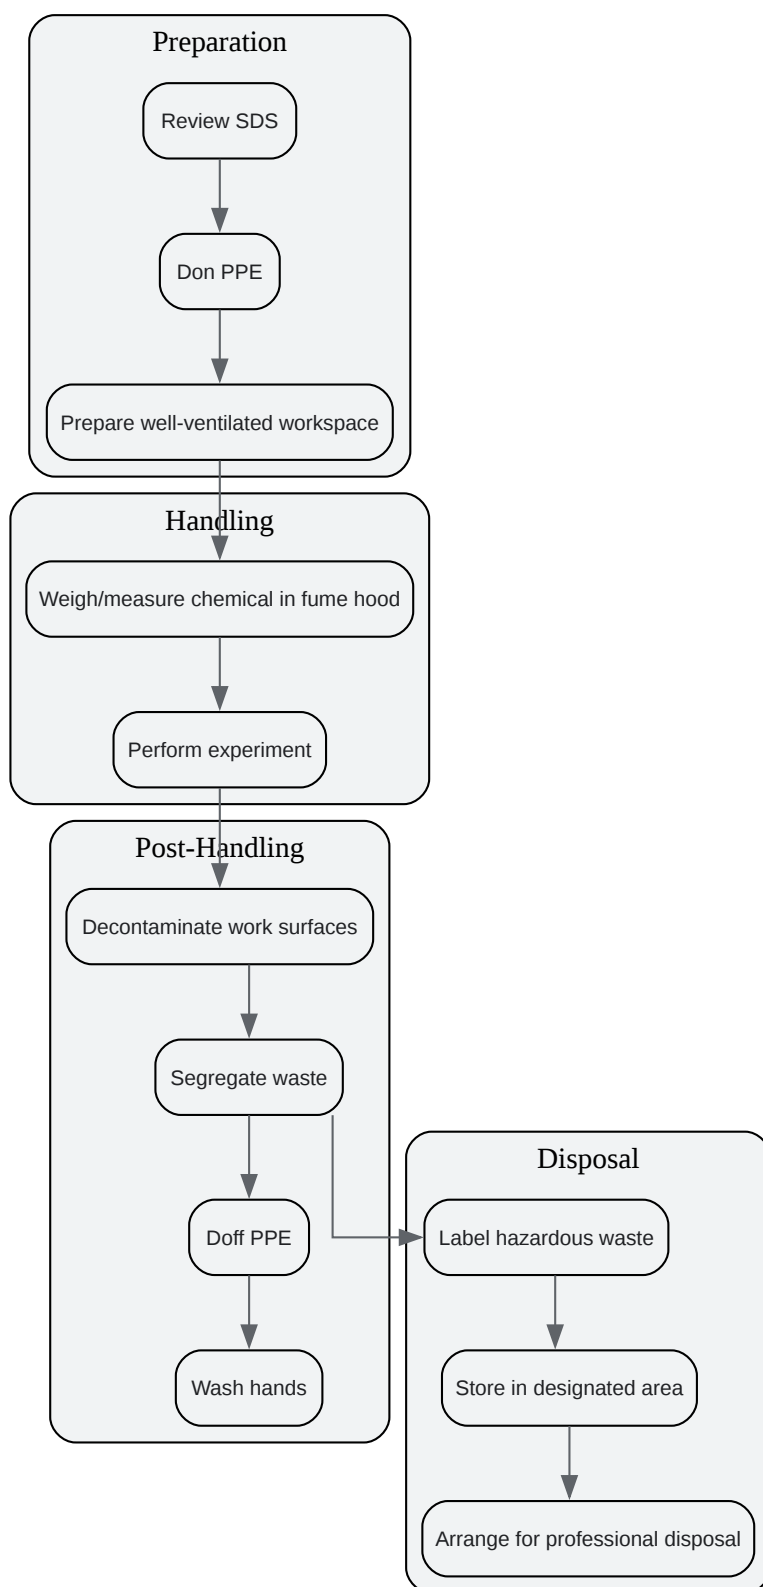 Preparation
Review SDS
Don PPE
Prepare well-ventilated workspace
Handling
Weigh/measure chemical in fume hood
Perform experiment
Post-Handling
Decontaminate work surfaces
Segregate waste
Doff PPE
Wash hands
Disposal
Label hazardous waste
Store in designated area
Arrange for professional disposal